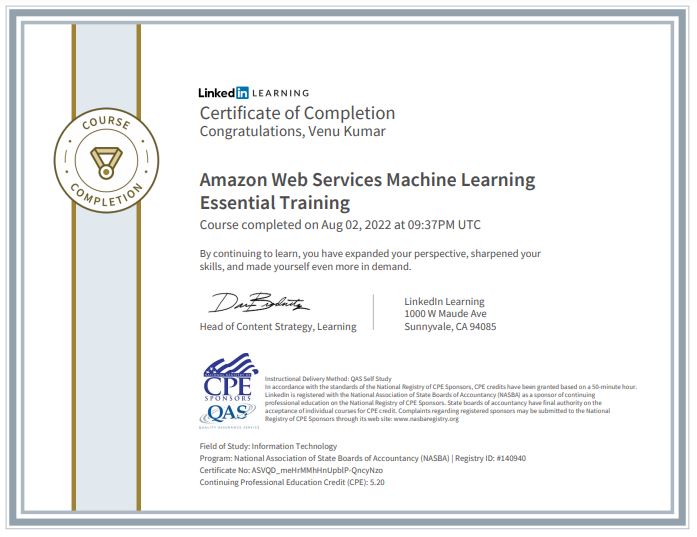 LinkedIn LEARNING
Certificate of Completion
Congratulations, Venu Kumar
COURSE
COMPLETION
Amazon Web Services Machine Learning
Essential Training
Course completed on Aug 02, 2022 at 09:37PM UTC
By continuing to learn, you have expanded your perspective, sharpened your
skills, and made yourself even more in demand.
Head of Content Strategy, Learning
LinkedIn Learning
1000 W Maude Ave
Sunnyvale, CA 94085
NATIONAL REGISTRY OF
CPE
SPONSORS
QAS
QUALITY ASSURANCE SERVICE
Instructional Delivery Method: QAS Self Study
In accordance with the standards of the National Registry of CPE Sponsors, CPE credits have been granted based on a 50-minute hour.
LinkedIn is registered with the National Association of State Boards of Accountancy (NASBA) as a sponsor of continuing
professional education on the National Registry of CPE Sponsors. State boards of accountancy have final authority on the
acceptance of individual courses for CPE credit. Complaints regarding registered sponsors may be submitted to the National
Registry of CPE Sponsors through its web site: www.nasbaregistry.org
Field of Study: Information Technology
Program: National Association of State Boards of Accountancy (NASBA) | Registry ID: #140940
Certificate No: ASVQD_meHrMMhHnUpblP-QncyNzo
Continuing Professional Education Credit (CPE): 5.20